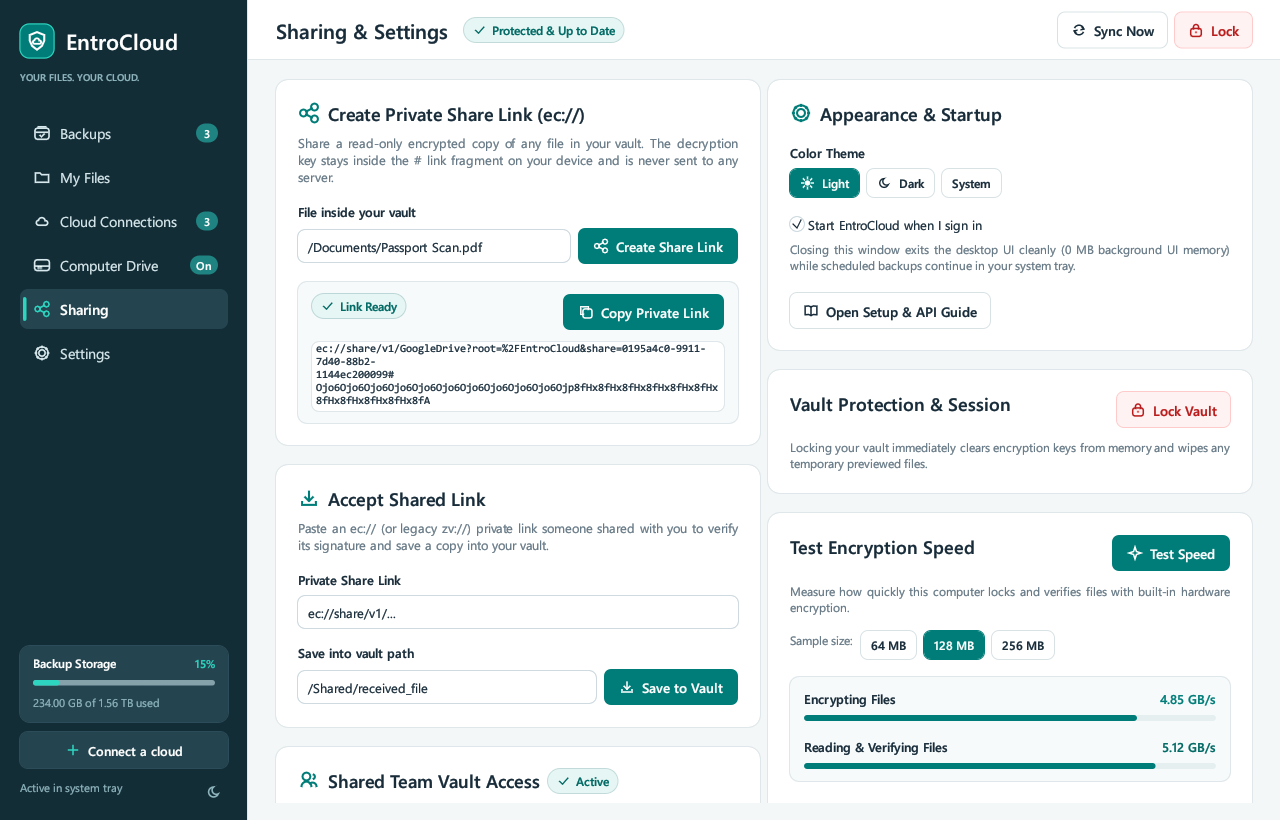 EntroCloud
YOUR FILES. YOUR CLOUD.
Backups 3
My Files
Cloud Connections 3
Computer Drive On
Sharing
Settings
Backup Storage 15%
234.00 GB of 1.56 TB used
+ Connect a cloud
Active in system tray
Sharing & Settings
Protected & Up to Date
Sync Now
Lock
Create Private Share Link (ec://)
Share a read-only encrypted copy of any file in your vault. The decryption
key stays inside the # link fragment on your device and is never sent to any
server.
File inside your vault
/Documents/Passport Scan.pdf
Create Share Link
Link Ready
Copy Private Link
ec://share/v1/GoogleDrive?root=%2FEntroCloud&share=0195a4c0-9911-
7d40-88b2-
1144ec200099#
Ojo6Ojo6Ojo6Ojo6Ojo6Ojo6Ojo6Ojo6Ojo6Ojo6Ojp8fHx8fHx8fHx8fHx8fHx8fHx
8fHx8fHx8fHx8fHx8fA
Accept Shared Link
Paste an ec:// (or legacy zv://) private link someone shared with you to verify
its signature and save a copy into your vault.
Private Share Link
ec://share/v1/...
Save into vault path
/Shared/received_file
Save to Vault
Shared Team Vault Access
Active
Appearance & Startup
Color Theme
Light
Dark
System
Start EntroCloud when I sign in
Closing this window exits the desktop UI cleanly (0 MB background UI memory)
while scheduled backups continue in your system tray.
Open Setup & API Guide
Vault Protection & Session
Lock Vault
Locking your vault immediately clears encryption keys from memory and wipes any
temporary previewed files.
Test Encryption Speed
Test Speed
Measure how quickly this computer locks and verifies files with built-in hardware
encryption.
Sample size: 64 MB 128 MB 256 MB
Encrypting Files 4.85 GB/s
Reading & Verifying Files 5.12 GB/s